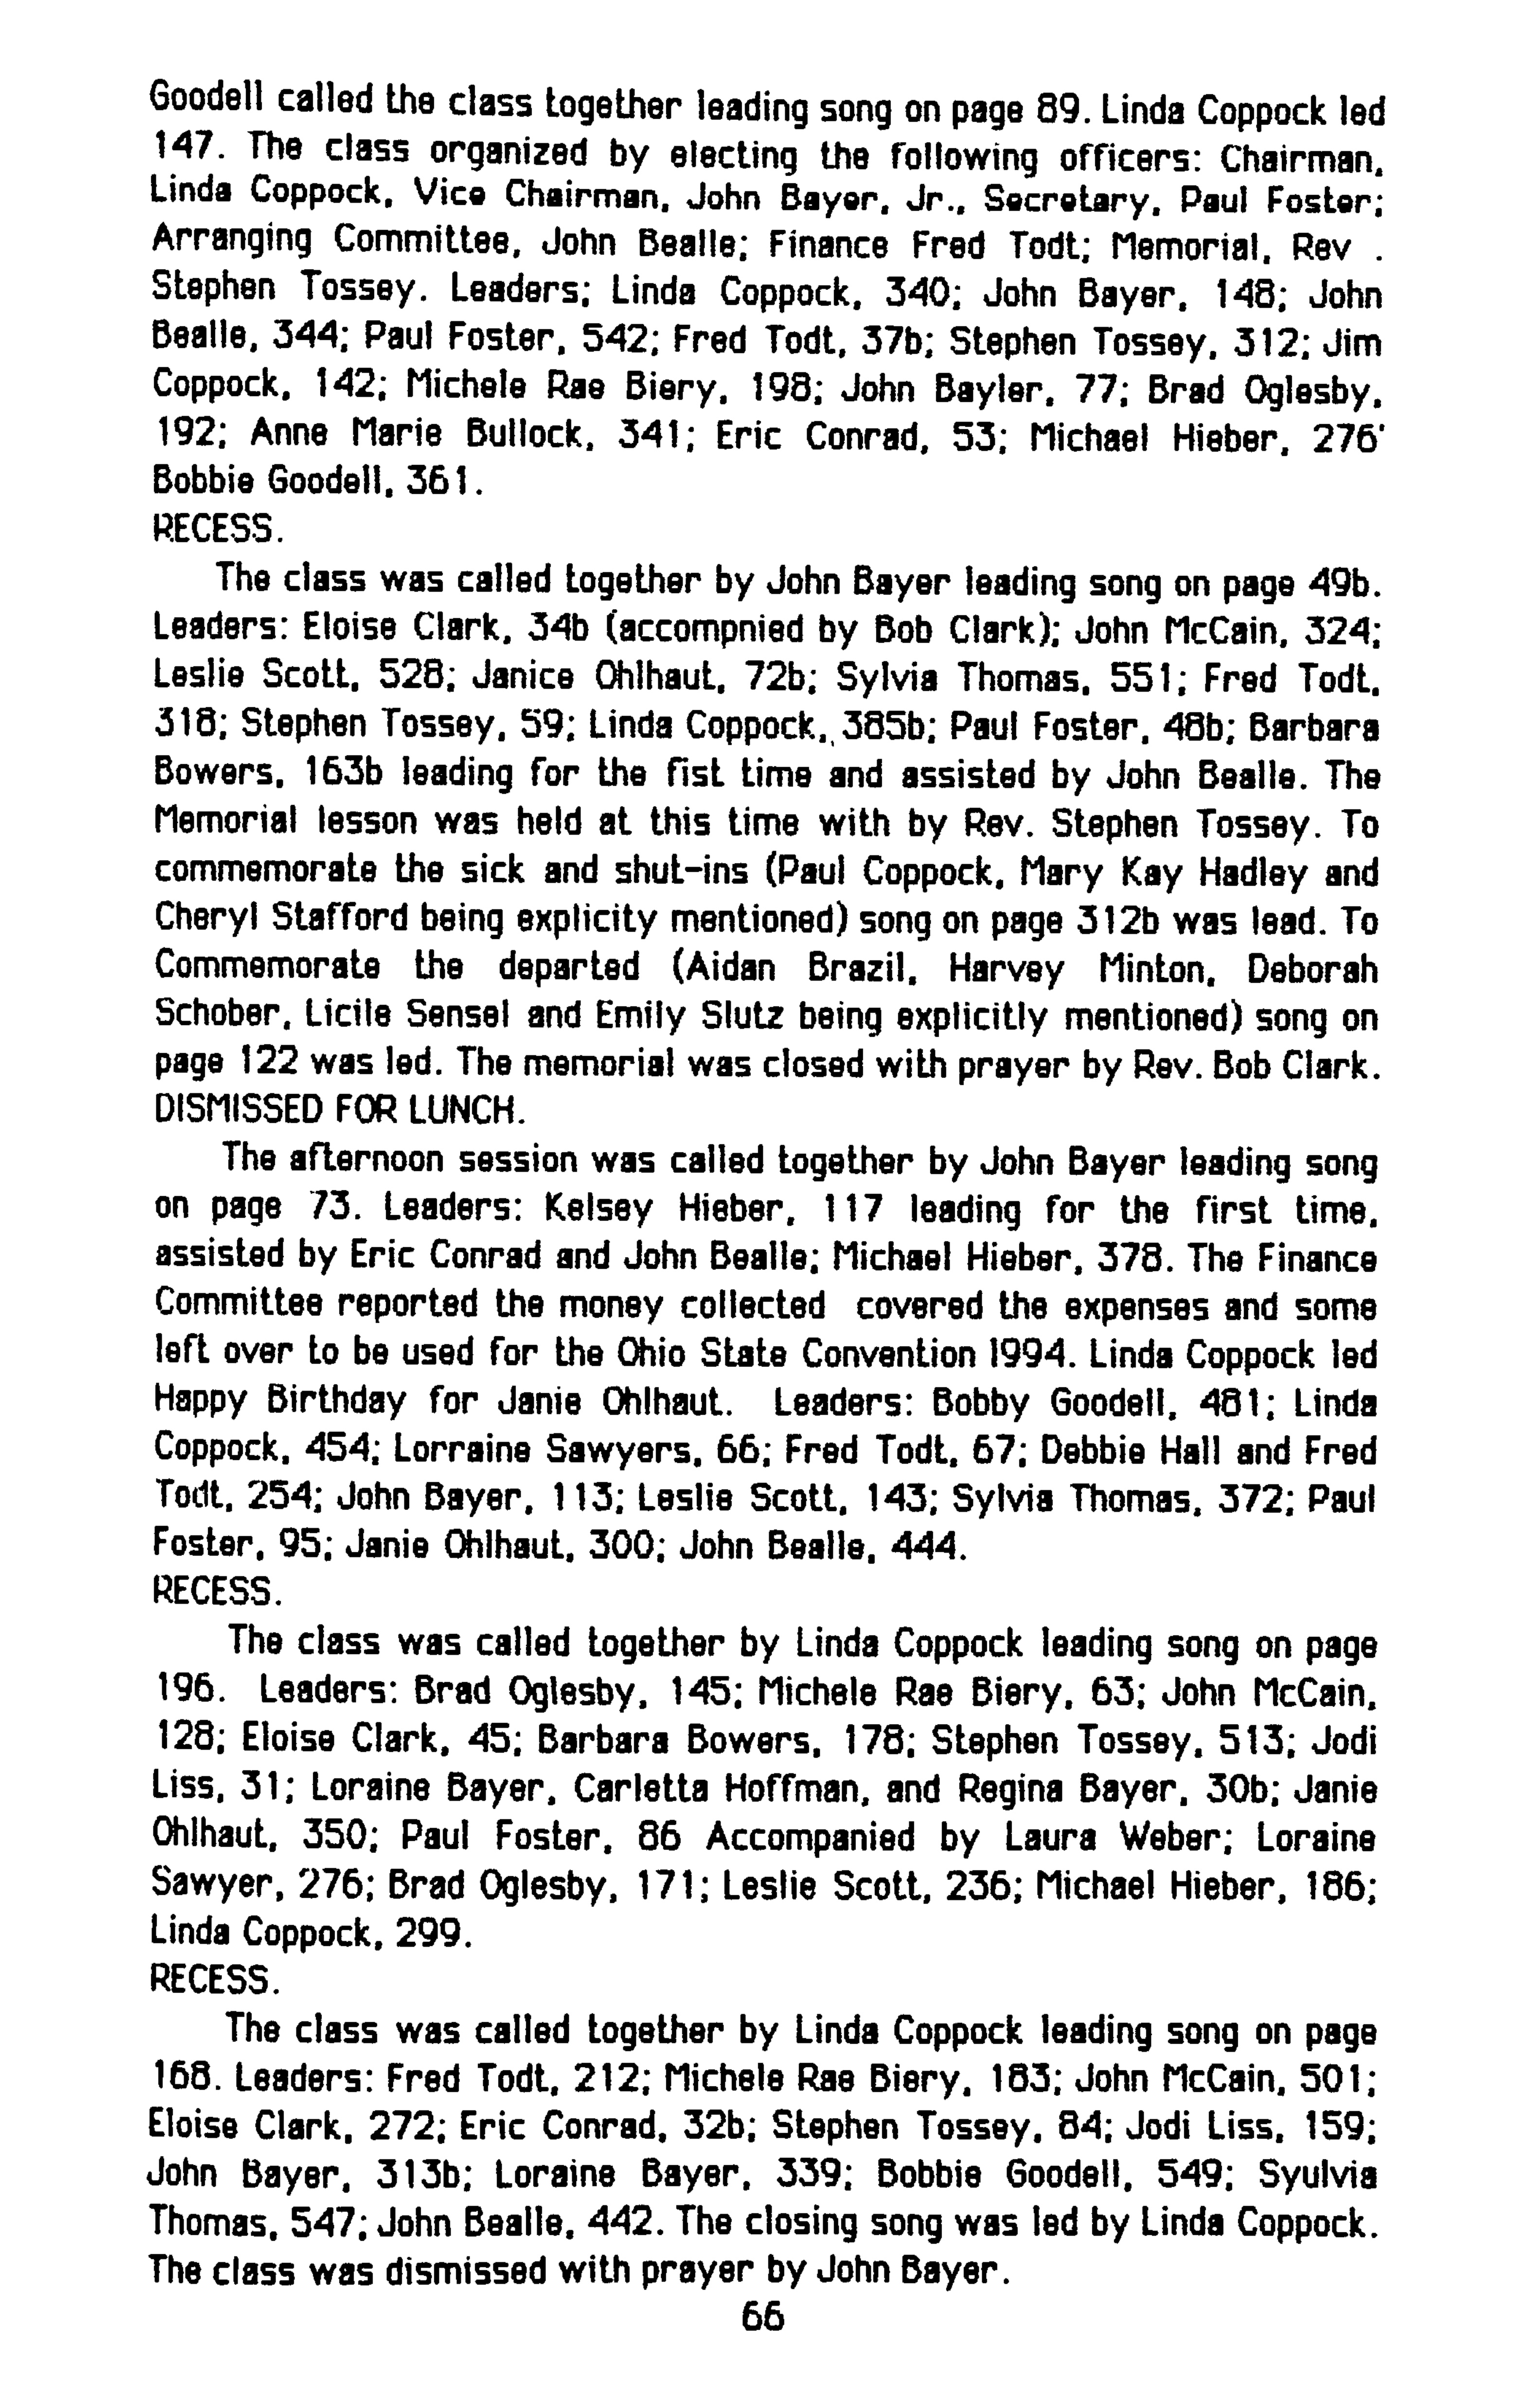 Goodell called the class together leading song on page 89. Linda Coppock led
147. The class organized by electing the following officers: Chairman,
Linda Coppock, Vice Chairman, John Bayer, Jr., Secretary, Paul Foster;
Arranging Committee, John Bealle; Finance Fred Todt; Memorial, Rev .
Stephen Tossey. Leaders; Linda Coppock, 340; John Bayer, 148; John
Bealle, 344; Paul Foster, 542; Fred Todt, 37b; Stephen Tossey, 312; Jim
Coppock, 142; Michele Rae Biery, 198; John Bayler, 77; Brad Oglesby,
192; Anne Marie Bullock, 341; Eric Conrad, 53; Michael Hieber, 276'
Bobbie Goodell, 361.
RECESS.
The class was called together by John Bayer leading song on page 49b.
Leaders: Eloise Clark, 34b (accompnied by Bob Clark); John McCain, 324;
Leslie Scott, 528; Janice Ohlhaut, 72b; Sylvia Thomas, 551; Fred Todt,
318; Stephen Tossey, 59; Linda Coppock,, 385b; Paul Foster, 48b; Barbara
Bowers, 163b leading for the fist time and assisted by John Bealle. The
Memorial lesson was held at this time with by Rev. Stephen Tossey. To
commemorate the sick and shut-ins (Paul Coppock, Mary Kay Hadley and
Cheryl Stafford being explicity mentioned) song on page 312b was lead. To
Commemorate the departed (Aidan Brazil, Harvey Minton, Deborah
Schober, Licile Sensel and Emily Slutz being explicitly mentioned) song on
page 122 was led. The memorial was closed with prayer by Rev. Bob Clark.
DISMISSED FOR LUNCH.
The afternoon session was called together by John Bayer leading song
on page 73. Leaders: Kelsey Hieber, 117 leading for the first time,
assisted by Eric Conrad and John Bealle; Michael Hieber, 378. The Finance
Committee reported the money collected covered the expenses and some
left over to be used for the Ohio State Convention 1994. Linda Coppock led
Happy Birthday for Janie Ohlhaut. Leaders: Bobby Goodell, 481; Linda
Coppock, 454; Lorraine Sawyers, 66; Fred Todt, 67; Debbie Hall and Fred
Todt, 254; John Bayer, 113; Leslie Scott, 143; Sylvia Thomas, 372; Paul
Foster, 95; Janie Ohlhaut, 300; John Bealle, 444.
RECESS.
The class was called together by Linda Coppock leading song on page
196. Leaders: Brad Oglesby, 145; Michele Rae Biery, 63; John McCain,
128; Eloise Clark, 45; Barbara Bowers, 178; Stephen Tossey, 513; Jodi
Liss, 31; Loraine Bayer, Carletta Hoffman, and Regina Bayer, 30b; Janie
Ohlhaut, 350; Paul Foster, 86 Accompanied by Laura Weber; Loraine
Sawyer, 276; Brad Oglesby, 171; Leslie Scott, 236; Michael Hieber, 186;
Linda Coppock, 299.
RECESS.
The class was called together by Linda Coppock leading song on page
168. Leaders: Fred Todt, 212; Michele Rae Biery, 183; John McCain, 501;
Eloise Clark, 272; Eric Conrad, 32b; Stephen Tossey, 84; Jodi Liss, 159;
John Bayer, 313b; Loraine Bayer, 339; Bobbie Goodell, 549; Syulvia
Thomas, 547; John Bealle, 442. The closing song was led by Linda Coppock.
The class was dismissed with prayer by John Bayer.
66